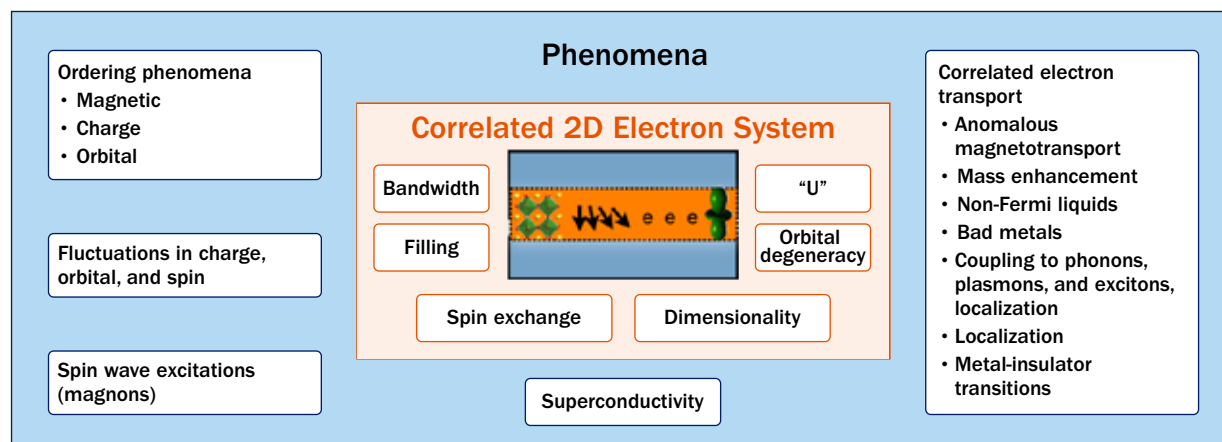 Phenomena
Ordering phenomena
• Magnetic
• Charge
• Orbital
Fluctuations in charge,
orbital, and spin
Spin wave excitations
(magnons)
Correlated 2D Electron System
Bandwidth
Filling
e e e
“U”
Orbital
degeneracy
Spin exchange
Dimensionality
Superconductivity
Correlated electron
transport
• Anomalous
magnetotransport
• Mass enhancement
• Non-Fermi liquids
• Bad metals
• Coupling to phonons,
plasmons, and excitons,
localization
• Localization
• Metal-insulator
transitions